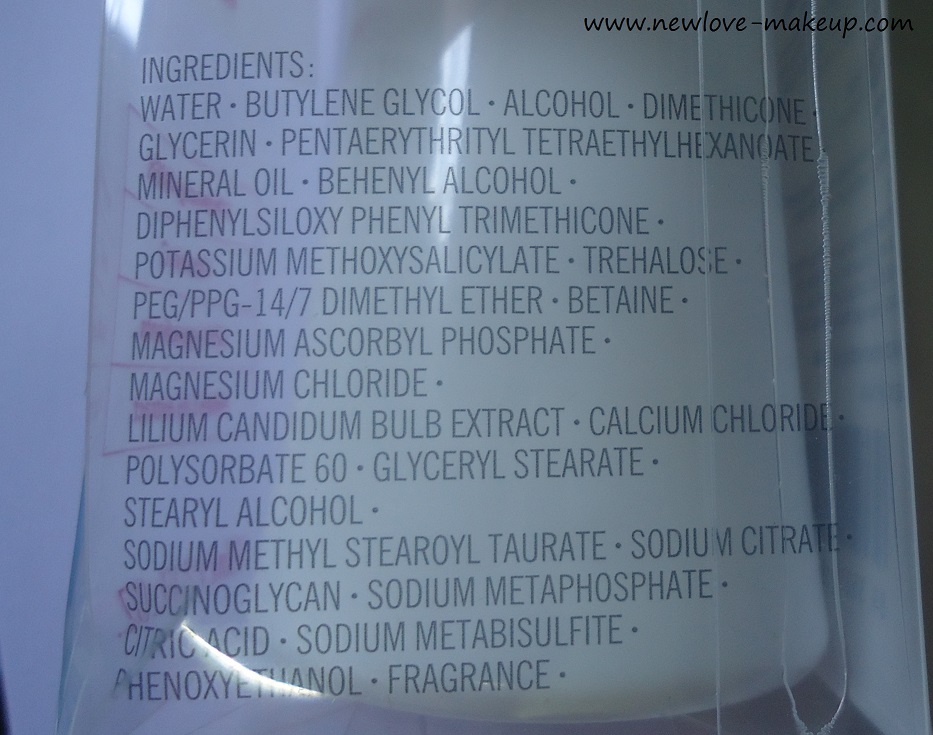 www.newlove-makeup.com
INGREDIENTS:
WATER · BUTYLENE GLYCOL · ALCOHOL · DIMETHICONE ·
GLYCERIN · PENTAERYTHRITYL TETRAETHYLHEXANOATE ·
MINERAL OIL · BEHENYL ALCOHOL ·
DIPHENYLSILOXY PHENYL TRIMETHICONE ·
POTASSIUM METHOXYSALICYLATE · TREHALOSE ·
PEG/PPG-14/7 DIMETHYL ETHER · BETAINE ·
MAGNESIUM ASCORBYL PHOSPHATE ·
MAGNESIUM CHLORIDE ·
LILIUM CANDIDUM BULB EXTRACT · CALCIUM CHLORIDE ·
POLYSORBATE 60 · GLYCERYL STEARATE ·
STEARYL ALCOHOL ·
SODIUM METHYL STEAROYL TAURATE · SODIUM CITRATE ·
SUCCINOGLYCAN · SODIUM METAPHOSPHATE ·
CITRIC ACID · SODIUM METABISULFITE ·
PHENOXYETHANOL · FRAGRANCE ·